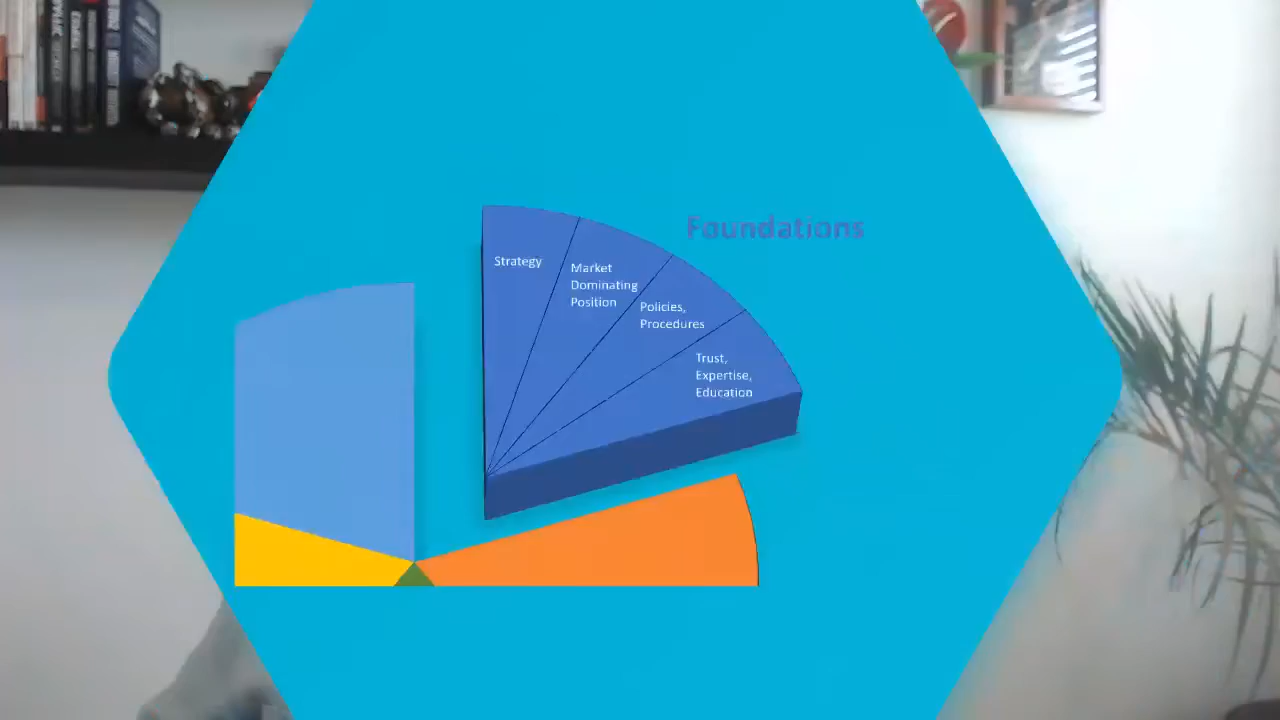 Foundations
Strategy
Market
Dominating
Position
Policies,
Procedures
Trust,
Expertise,
Education